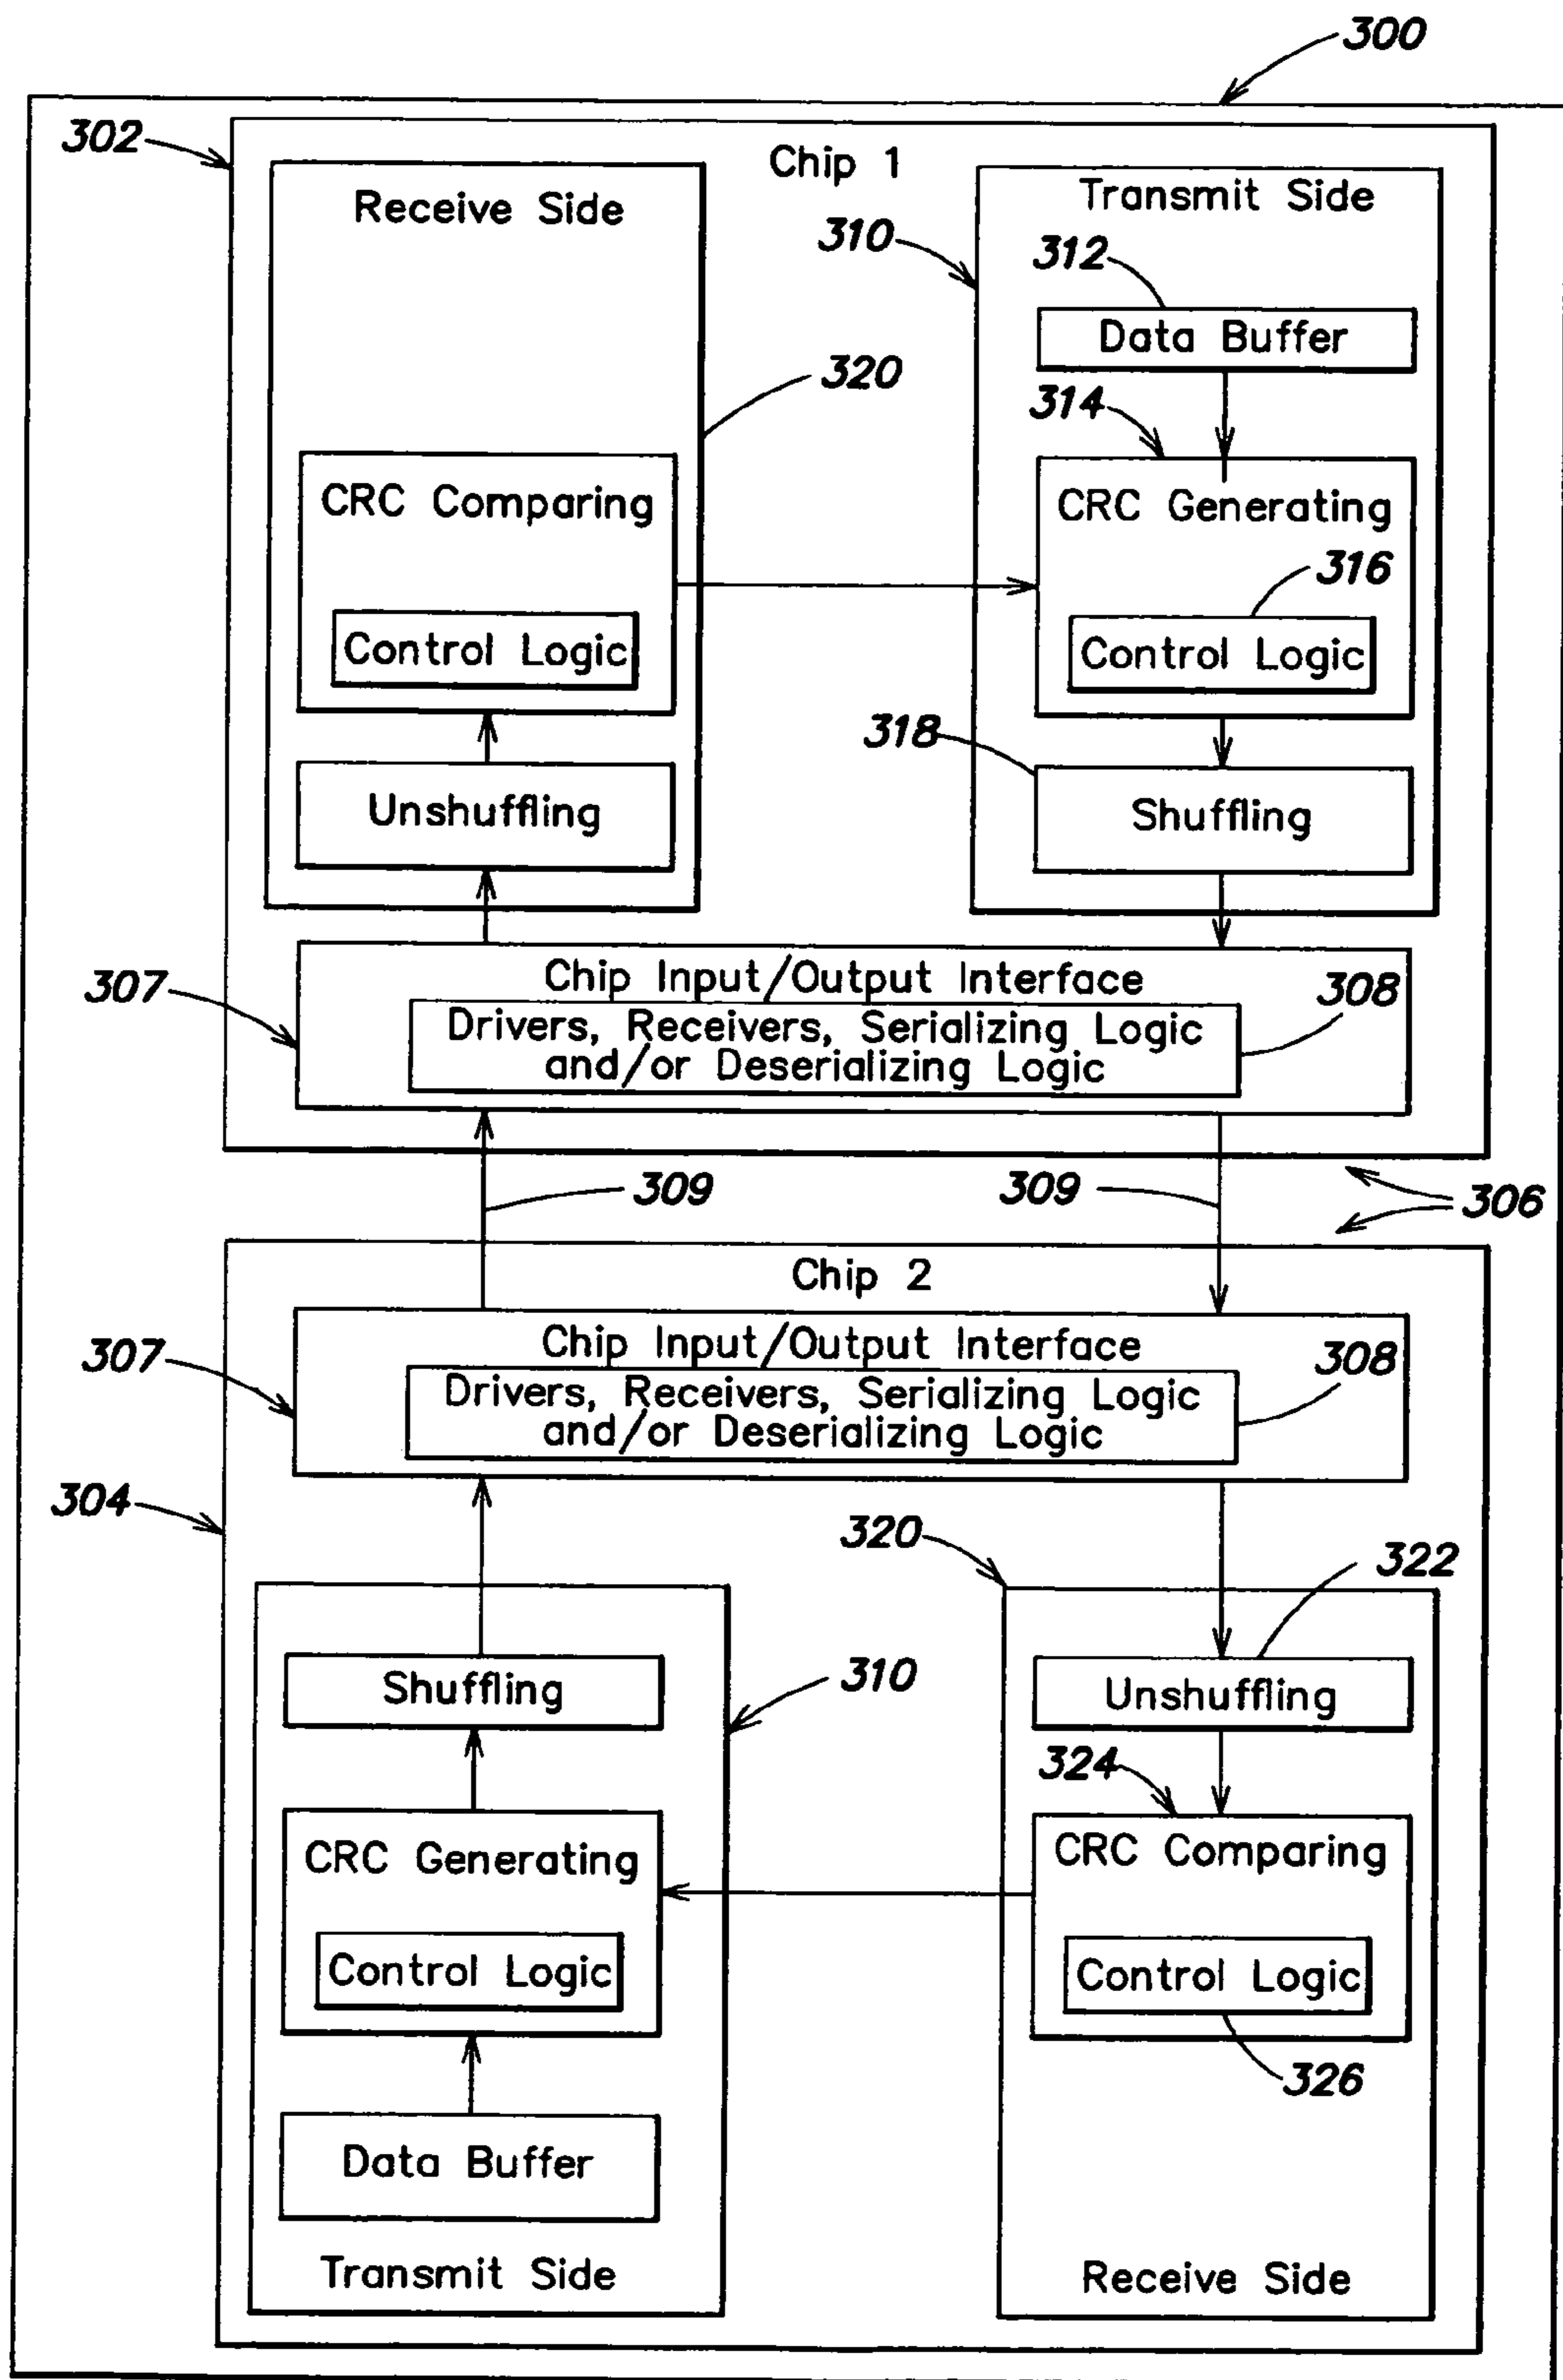 300
302
Chip 1
Receive Side
Transmit Side
310
312
Data Buffer
320
314
CRC Comparing
CRC Generating
316
Control Logic
Control Logic
318
Unshuffling
Shuffling
307
Chip Input/Output Interface
308
Drivers, Receivers, Serializing Logic
and/or Deserializing Logic
309
309
306
Chip 2
307
Chip Input/Output Interface
308
Drivers, Receivers, Serializing Logic
and/or Deserializing Logic
304
320
322
Shuffling
310
Unshuffling
324
CRC Generating
CRC Comparing
Control Logic
Control Logic
326
Data Buffer
Transmit Side
Receive Side